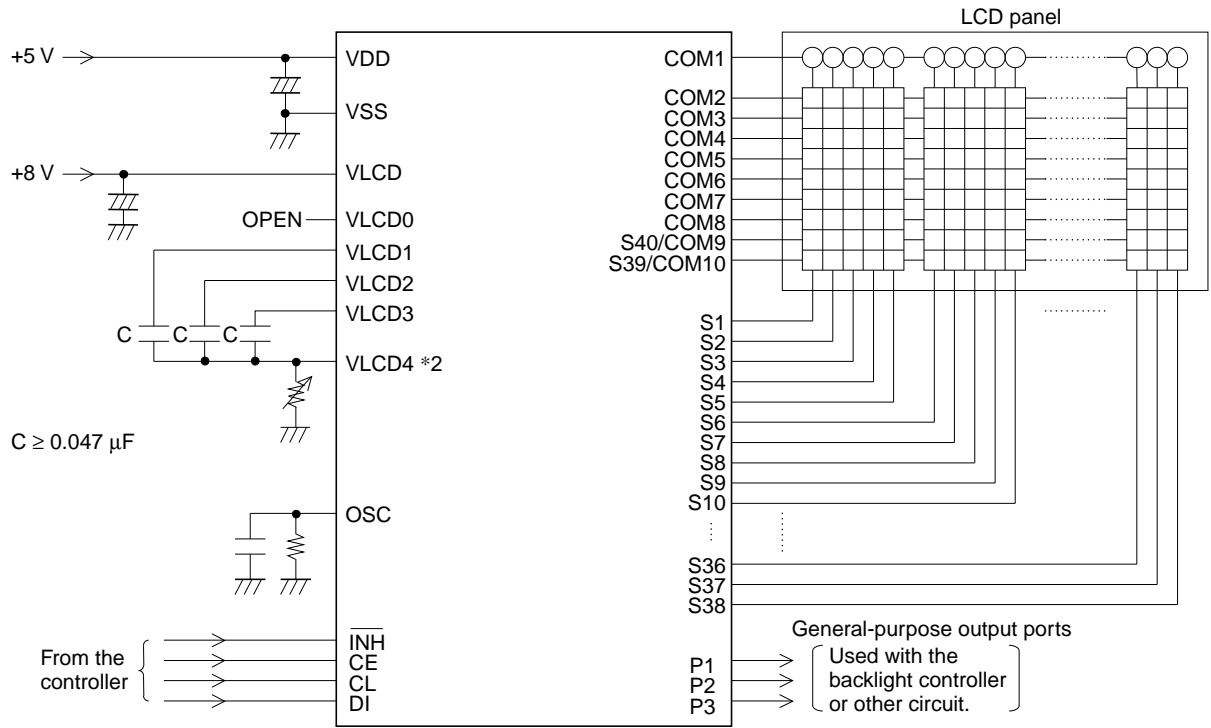 LCD panel
+5 V
VDD
VSS
+8 V
VLCD
OPEN
VLCD0
VLCD1
VLCD2
VLCD3
C
C
C
VLCD4 *2
C ≥ 0.047 μF
OSC
From the
controller
INH
CE
CL
DI
COM1
COM2
COM3
COM4
COM5
COM6
COM7
COM8
S40/COM9
S39/COM10
S1
S2
S3
S4
S5
S6
S7
S8
S9
S10
S36
S37
S38
General-purpose output ports
P1
P2
P3
Used with the
backlight controller
or other circuit.